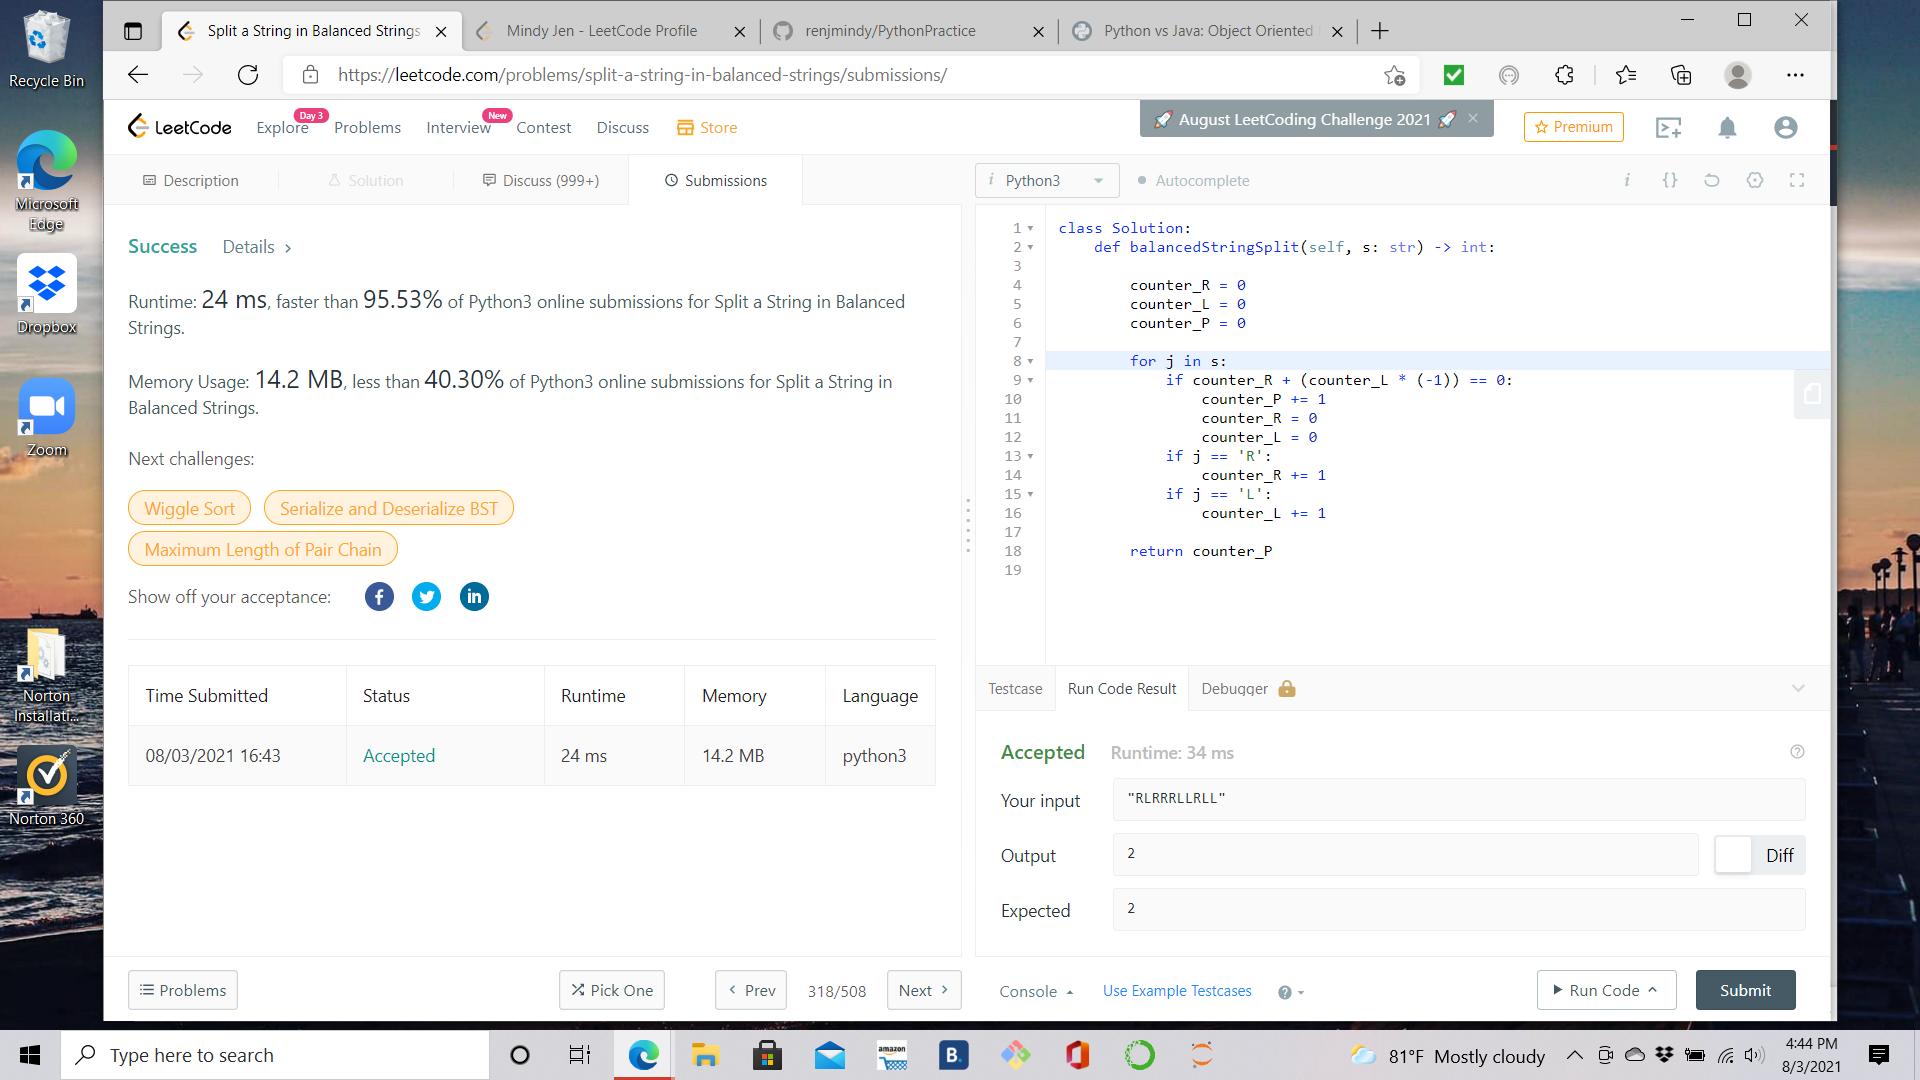 Recycle Bin
Microsoft
Edge
Dropbox
Zoom
Norton
Installati...
Norton 360
Split a String in Balanced Strings
Mindy Jen - LeetCode Profile
renjmindy/PythonPractice
Python vs Java: Object Oriented
https://leetcode.com/problems/split-a-string-in-balanced-strings/submissions/
LeetCode
Explore
Day 3
Problems
Interview
New
Contest
Discuss
Store
🚀 August LeetCoding Challenge 2021 🚀
Premium
Description
Solution
Discuss (999+)
Submissions
Success
Details
Runtime: 24 ms, faster than 95.53% of Python3 online submissions for Split a String in Balanced
Strings.
Memory Usage: 14.2 MB, less than 40.30% of Python3 online submissions for Split a String in
Balanced Strings.
Next challenges:
Wiggle Sort
Serialize and Deserialize BST
Maximum Length of Pair Chain
Show off your acceptance:
Time Submitted Status Runtime Memory Language
08/03/2021 16:43 Accepted 24 ms 14.2 MB python3
Problems
Pick One
Prev
318/508
Next
i Python3
Autocomplete
i {}
1 class Solution:
2     def balancedStringSplit(self, s: str) -> int:
3
4         counter_R = 0
5         counter_L = 0
6         counter_P = 0
7
8         for j in s:
9             if counter_R + (counter_L * (-1)) == 0:
10                 counter_P += 1
11                 counter_R = 0
12                 counter_L = 0
13             if j == 'R':
14                 counter_R += 1
15             if j == 'L':
16                 counter_L += 1
17
18         return counter_P
19
Testcase
Run Code Result
Debugger
Accepted
Runtime: 34 ms
Your input
"RLRRRLLRLL"
Output
2
Diff
Expected
2
Console
Use Example Testcases
Run Code
Submit
Type here to search
amazon
B.
81°F Mostly cloudy
4:44 PM
8/3/2021